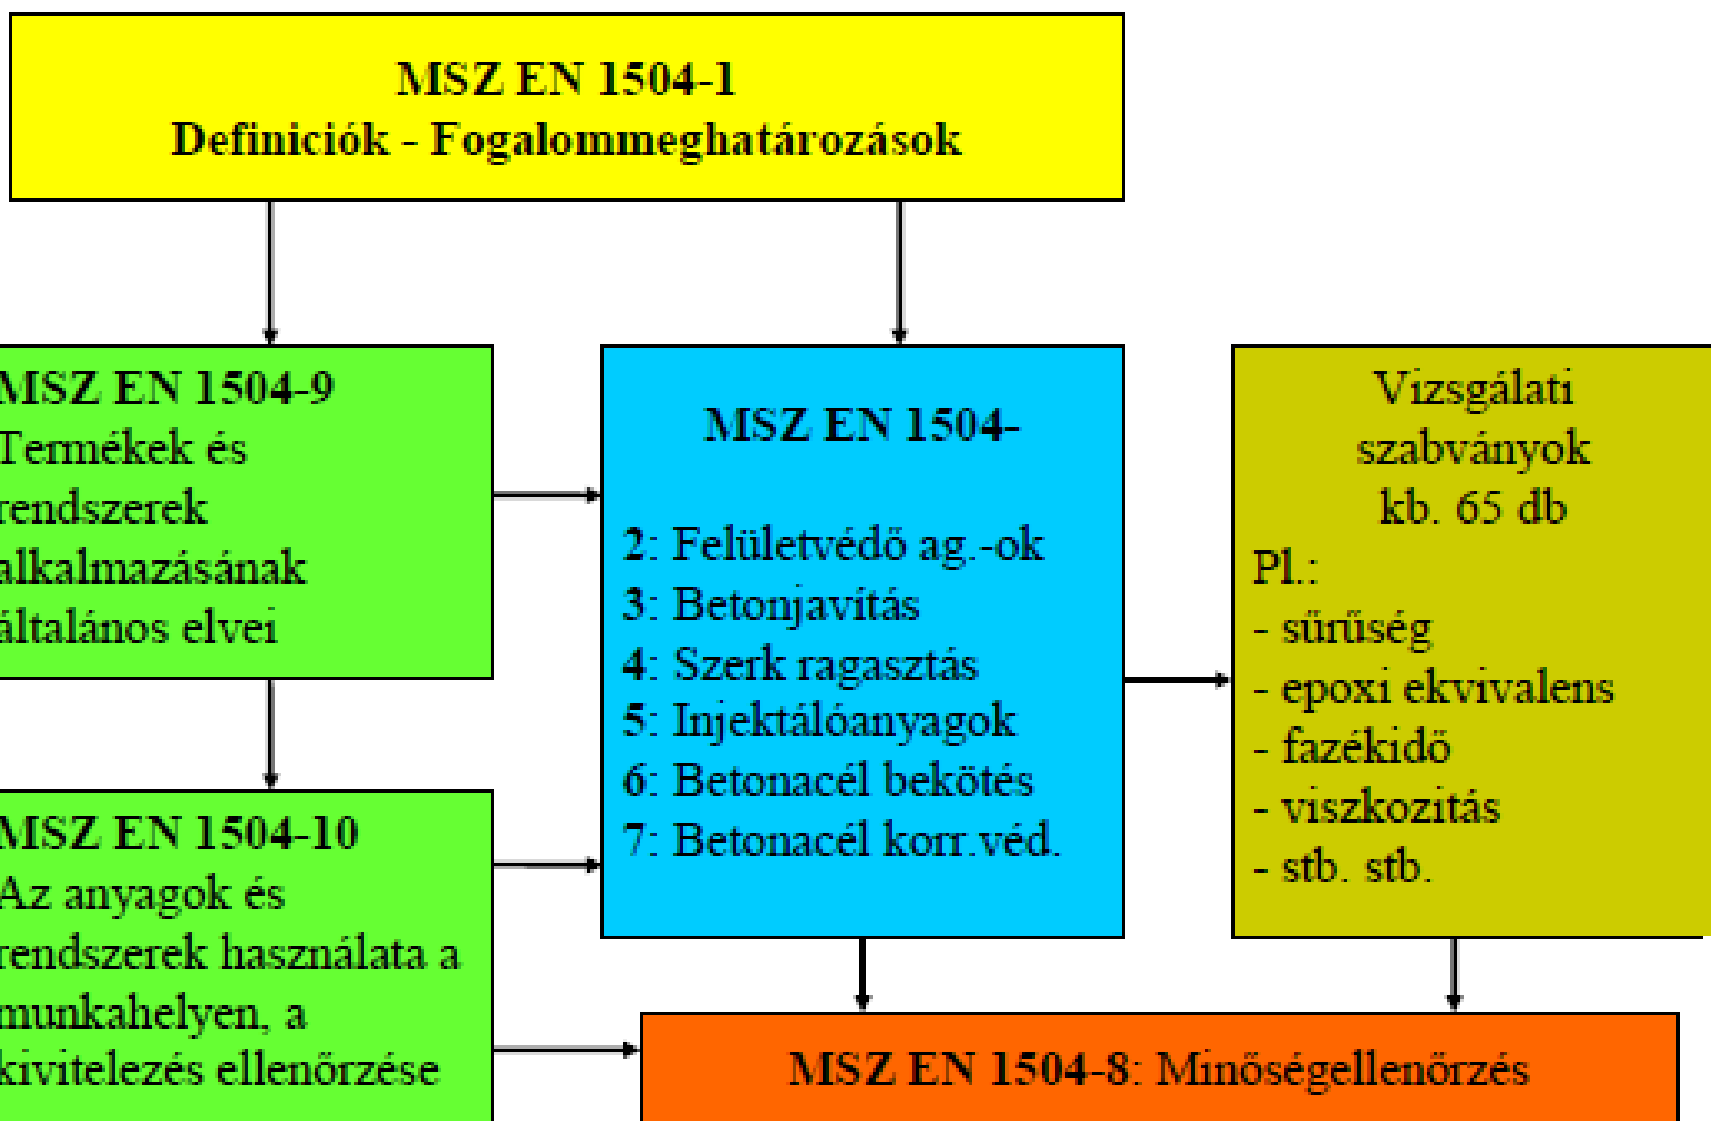 MSZ EN 1504-1
Definiciók - Fogalommeghatározások
MSZ EN 1504-9
Termékek és
rendszerek
alkalmazásának
általános elvei
MSZ EN 1504-
2: Felületvédő ag.-ok
3: Betonjavítás
4: Szerk ragasztás
5: Injektálóanyagok
6: Betonacél bekötés
7: Betonacél korr.véd.
Vizsgálati
szabványok
kb. 65 db
Pl.:
- sűrűség
- epoxi ekvivalens
- fazékidő
- viszkozitás
- stb. stb.
MSZ EN 1504-10
Az anyagok és
rendszerek használata a
munkahelyen, a
kivitelezés ellenőrzése
MSZ EN 1504-8: Minőségellenőrzés